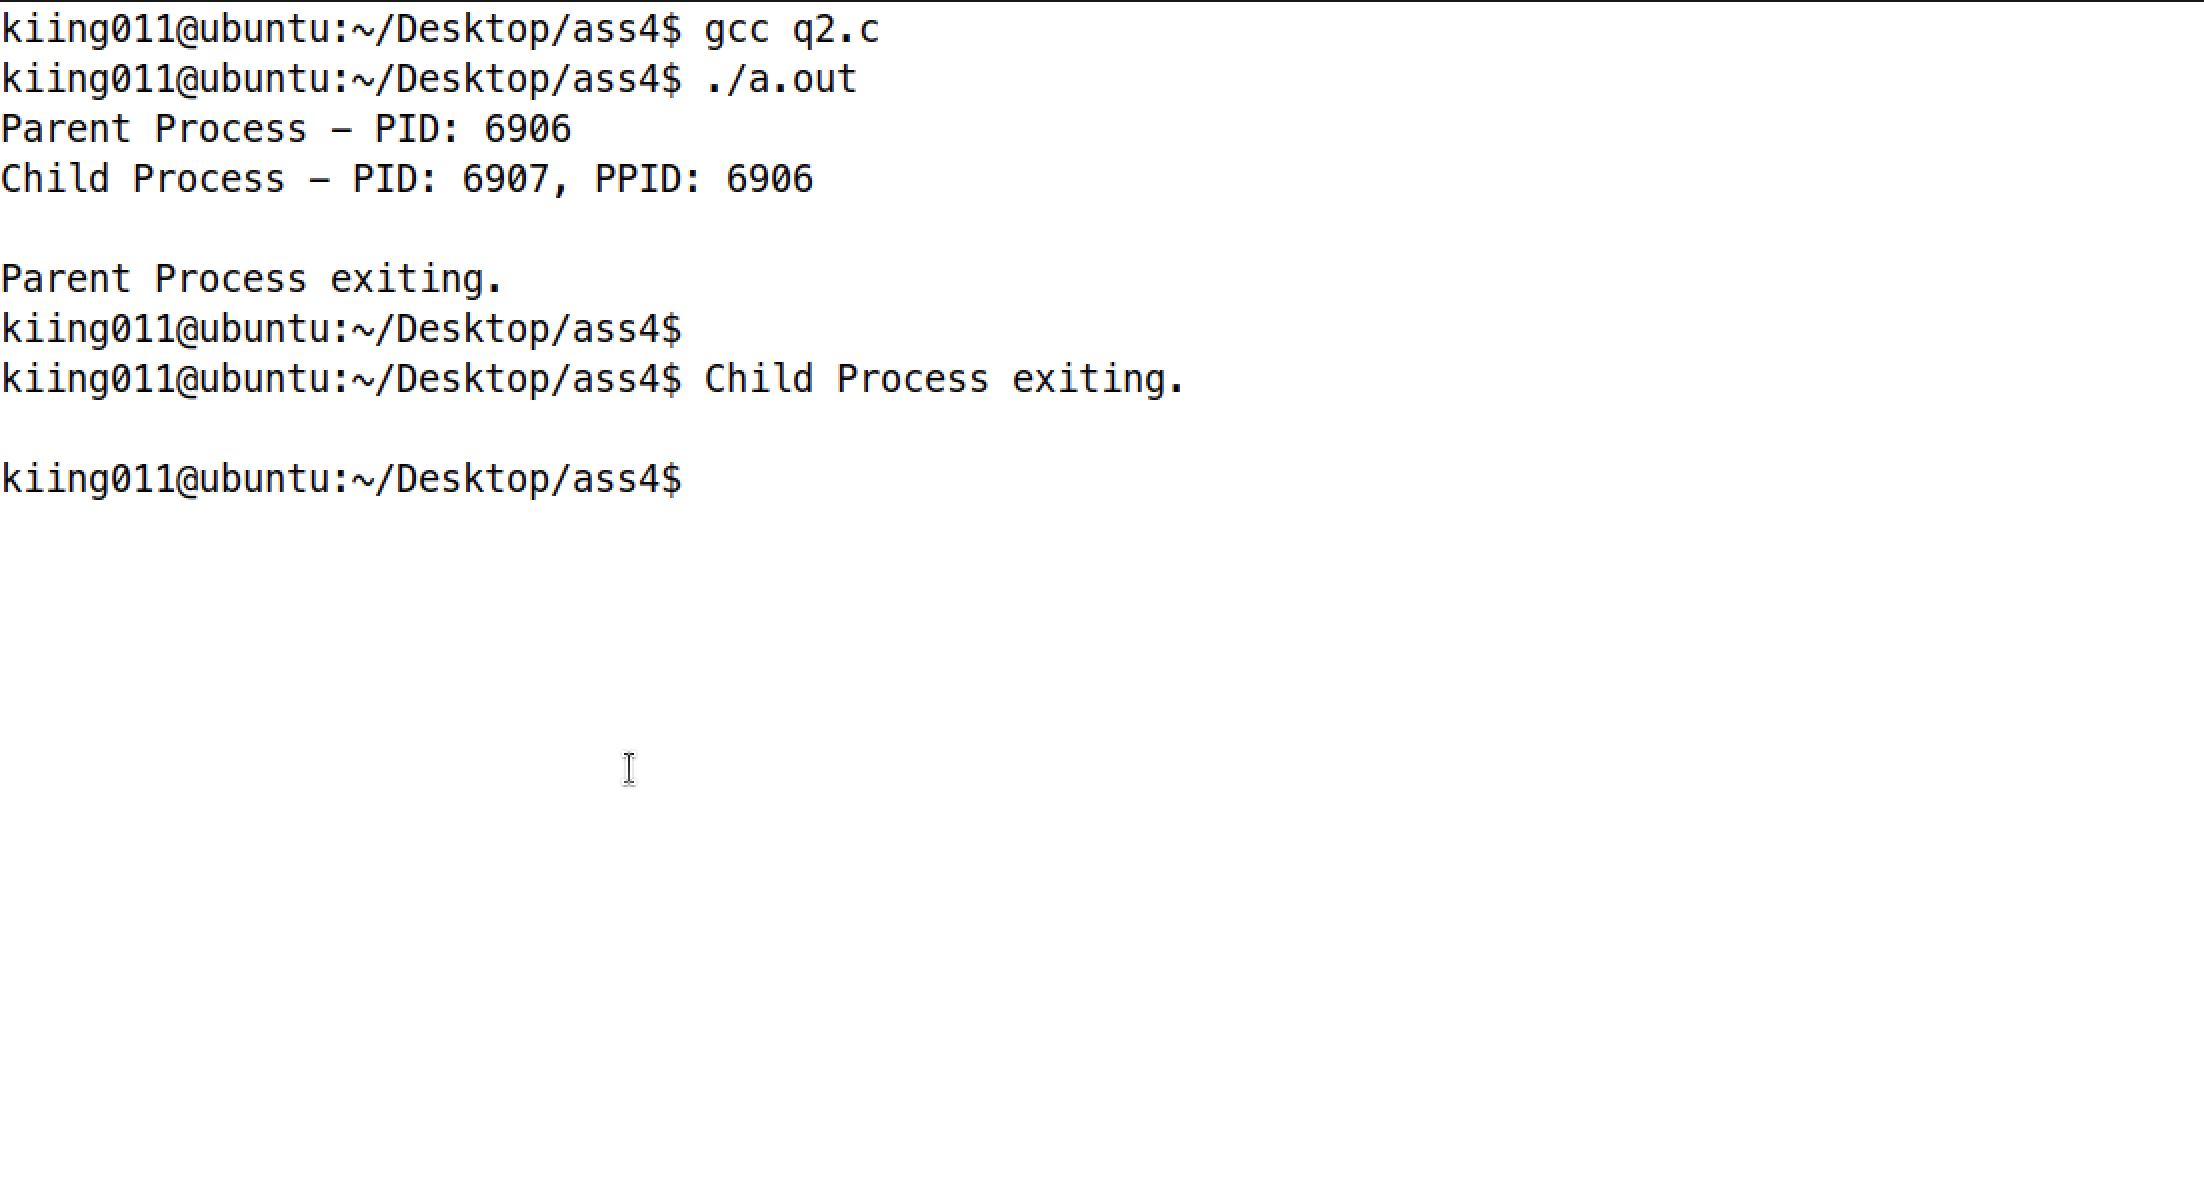 kiing011@ubuntu:~/Desktop/ass4$ gcc q2.c
kiing011@ubuntu:~/Desktop/ass4$ ./a.out
Parent Process – PID: 6906
Child Process – PID: 6907, PPID: 6906
Parent Process exiting.
kiing011@ubuntu:~/Desktop/ass4$
kiing011@ubuntu:~/Desktop/ass4$ Child Process exiting.
kiing011@ubuntu:~/Desktop/ass4$